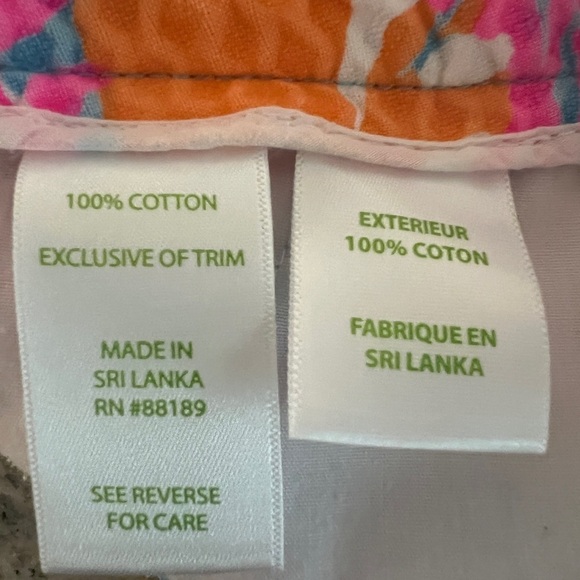 100% COTTON
EXCLUSIVE OF TRIM
MADE IN
SRI LANKA
RN #88189
SEE REVERSE
FOR CARE
EXTERIEUR
100% COTON
FABRIQUE EN
SRI LANKA